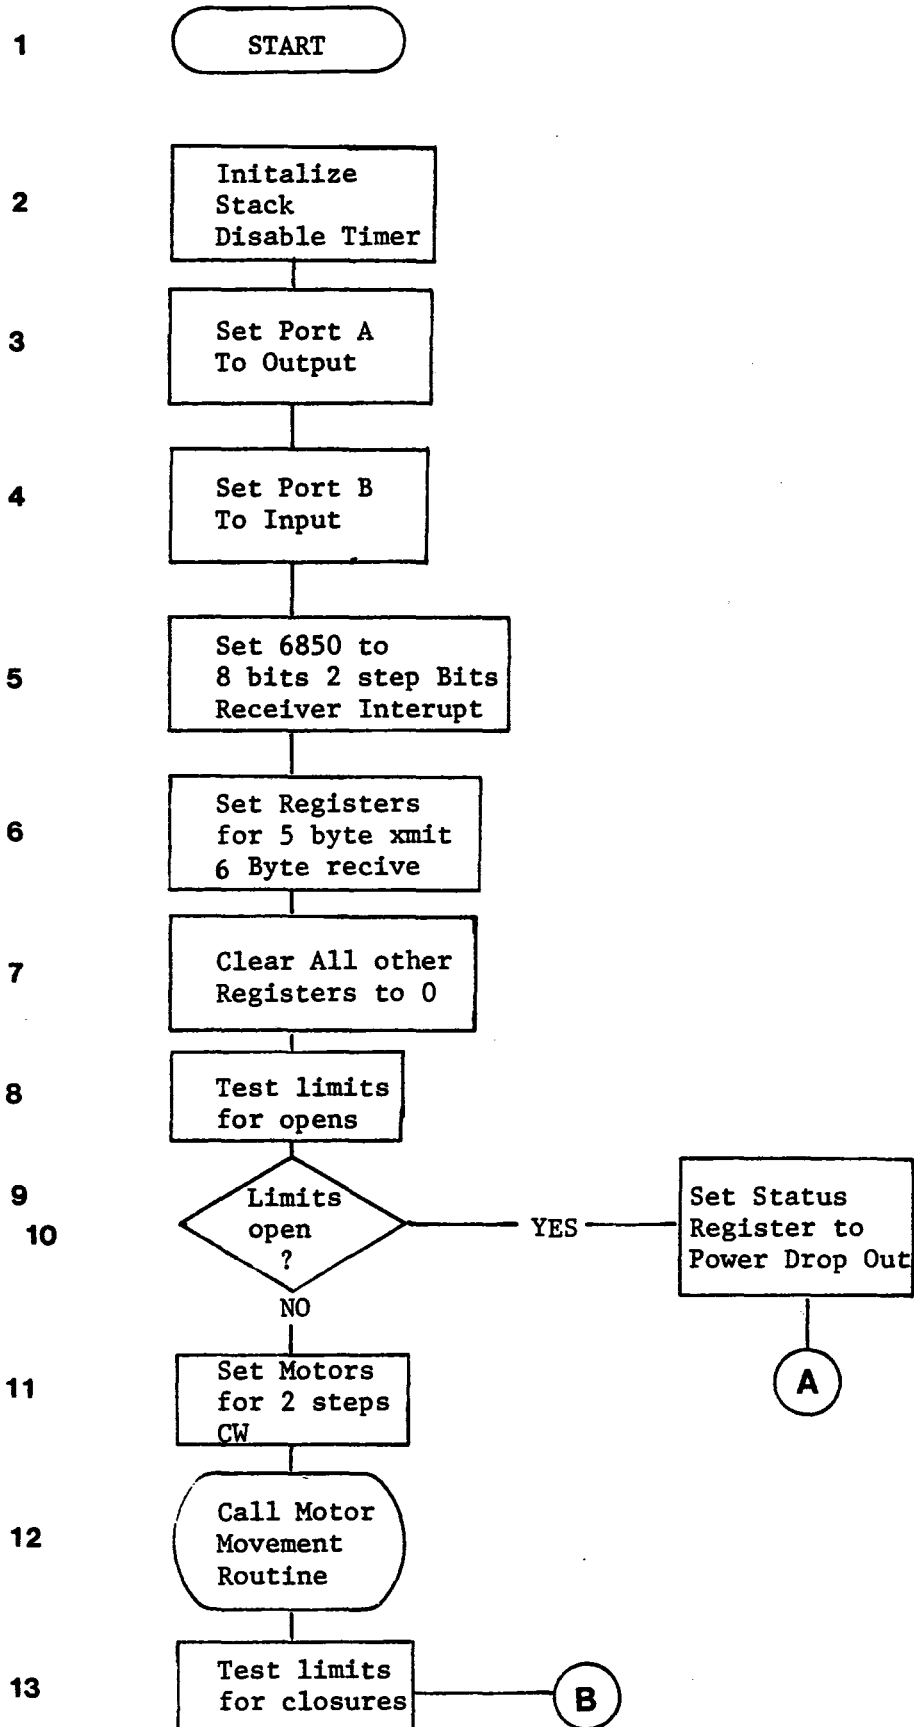 1
START
2
Initalize
Stack
Disable Timer
3
Set Port A
To Output
4
Set Port B
To Input
5
Set 6850 to
8 bits 2 step Bits
Receiver Interupt
6
Set Registers
for 5 byte xmit
6 Byte recive
7
Clear All other
Registers to 0
8
Test limits
for opens
9
10
Limits
open
?
YES
Set Status
Register to
Power Drop Out
NO
A
11
Set Motors
for 2 steps
CW
12
Call Motor
Movement
Routine
13
Test limits
for closures
B